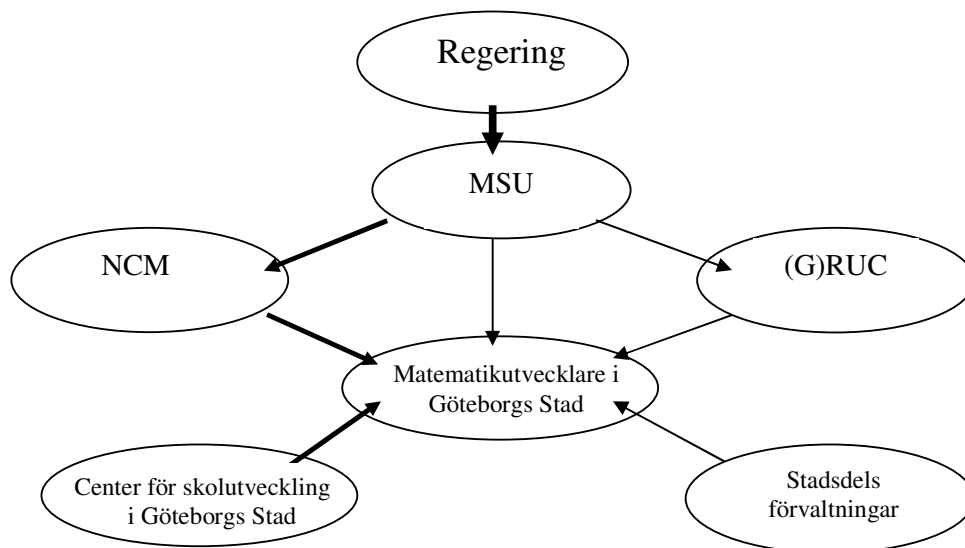 Regering
MSU
NCM
(G)RUC
Matematikutvecklare i
Göteborgs Stad
Center för skolutveckling
i Göteborgs Stad
Stadsdels
förvaltningar